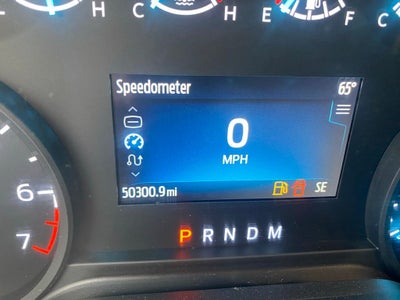 H C H E F C
Speedometer 65°
0
MPH
6
7
50300.9 mi SE
P R N D M